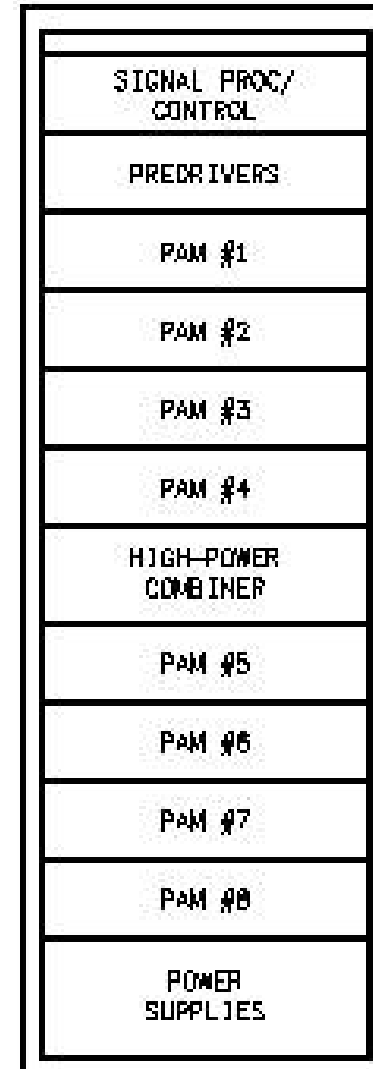 SIGNAL PROC/
CONTROL
PREDRIVERS
PAM #1
PAM #2
PAM #3
PAM #4
HIGH-POWER
COMBINER
PAM #5
PAM #6
PAM #7
PAM #8
POWER
SUPPLIES